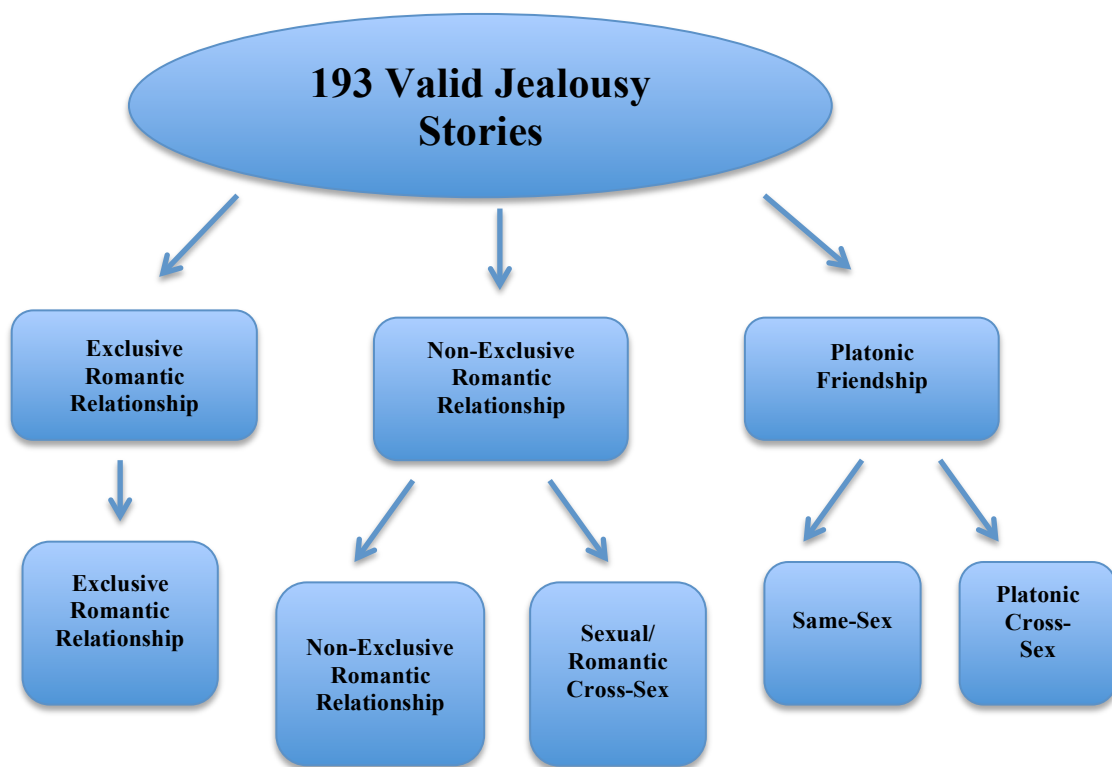 193 Valid Jealousy
Stories
Exclusive
Romantic
Relationship
Non-Exclusive
Romantic
Relationship
Platonic
Friendship
Exclusive
Romantic
Relationship
Non-Exclusive
Romantic
Relationship
Sexual/
Romantic
Cross-Sex
Same-Sex
Platonic
Cross-
Sex